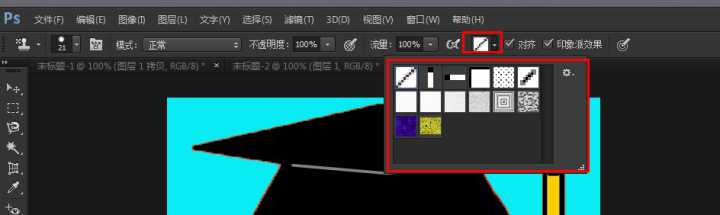 Ps 文件(F) 编辑(E) 图像(I) 图层(L) 文字(Y) 选择(S) 滤镜(T) 3D(D) 视图(V) 窗口(W) 帮助(H)
21 模式: 正常 不透明度: 100% 流量: 100% 对齐 印象派效果
未标题-1 @ 100% (图层 1 拷贝, RGB/8) * × 未标题-2 @ 100% (图层 1, RGB/8) *